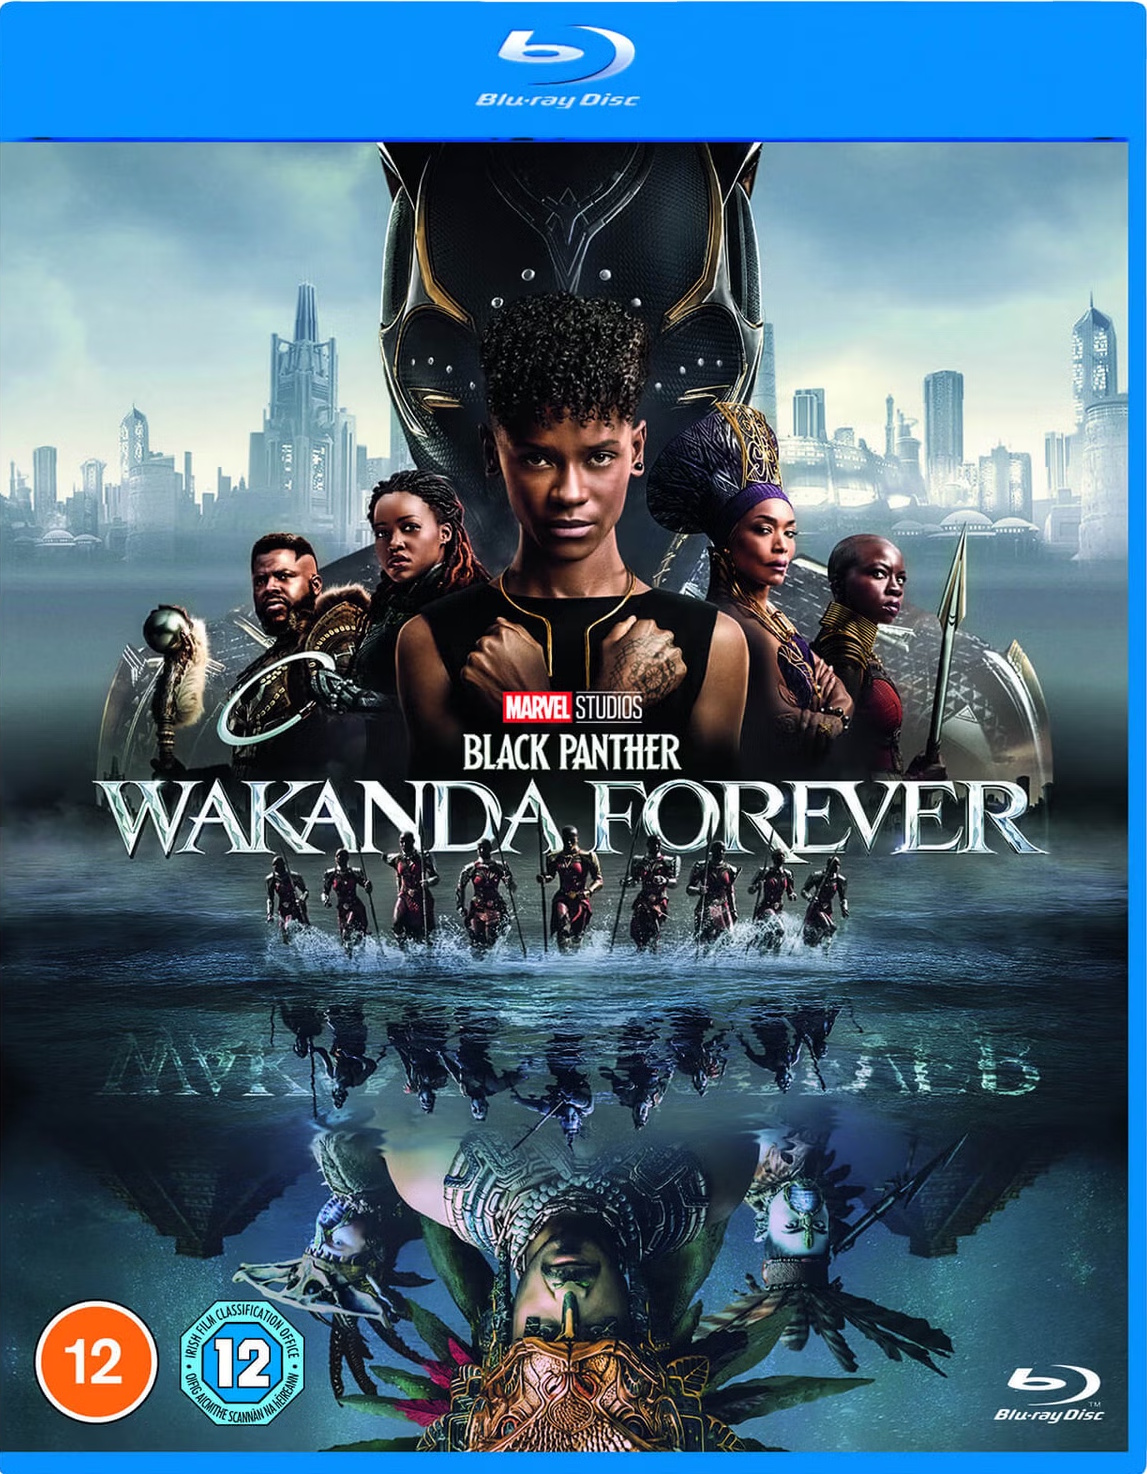 Blu-ray Disc
MARVEL STUDIOS
BLACK PANTHER
WAKANDA FOREVER
12
IRISH FILM CLASSIFICATION OFFICE
12
OIFIG AICMITHE SCANNÁN NA hÉIREANN
Blu-ray Disc™